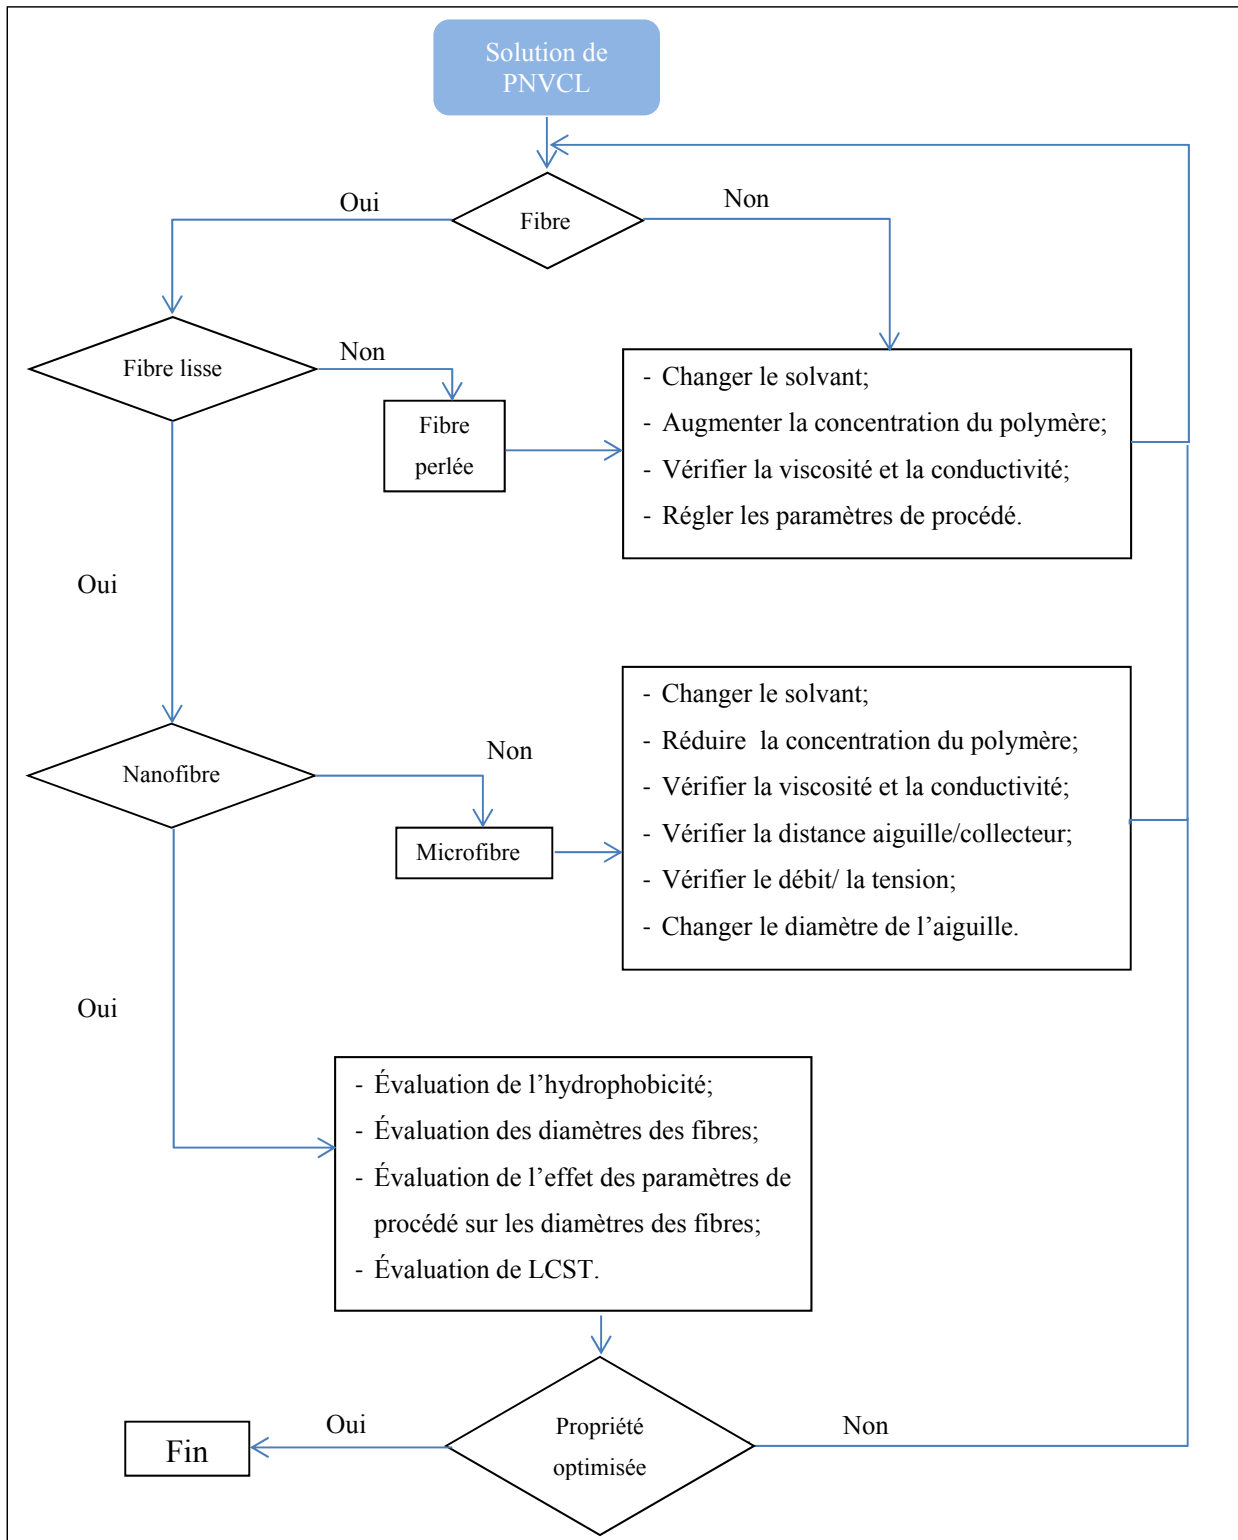 Solution de
PNVCL
Oui
Non
Fibre
Fibre lisse
Non
Fibre
perlée
- Changer le solvant;
- Augmenter la concentration du polymère;
- Vérifier la viscosité et la conductivité;
- Régler les paramètres de procédé.
Oui
Nanofibre
Non
Microfibre
- Changer le solvant;
- Réduire la concentration du polymère;
- Vérifier la viscosité et la conductivité;
- Vérifier la distance aiguille/collecteur;
- Vérifier le débit/ la tension;
- Changer le diamètre de l’aiguille.
Oui
- Évaluation de l’hydrophobicité;
- Évaluation des diamètres des fibres;
- Évaluation de l’effet des paramètres de
procédé sur les diamètres des fibres;
- Évaluation de LCST.
Propriété
optimisée
Oui
Non
Fin